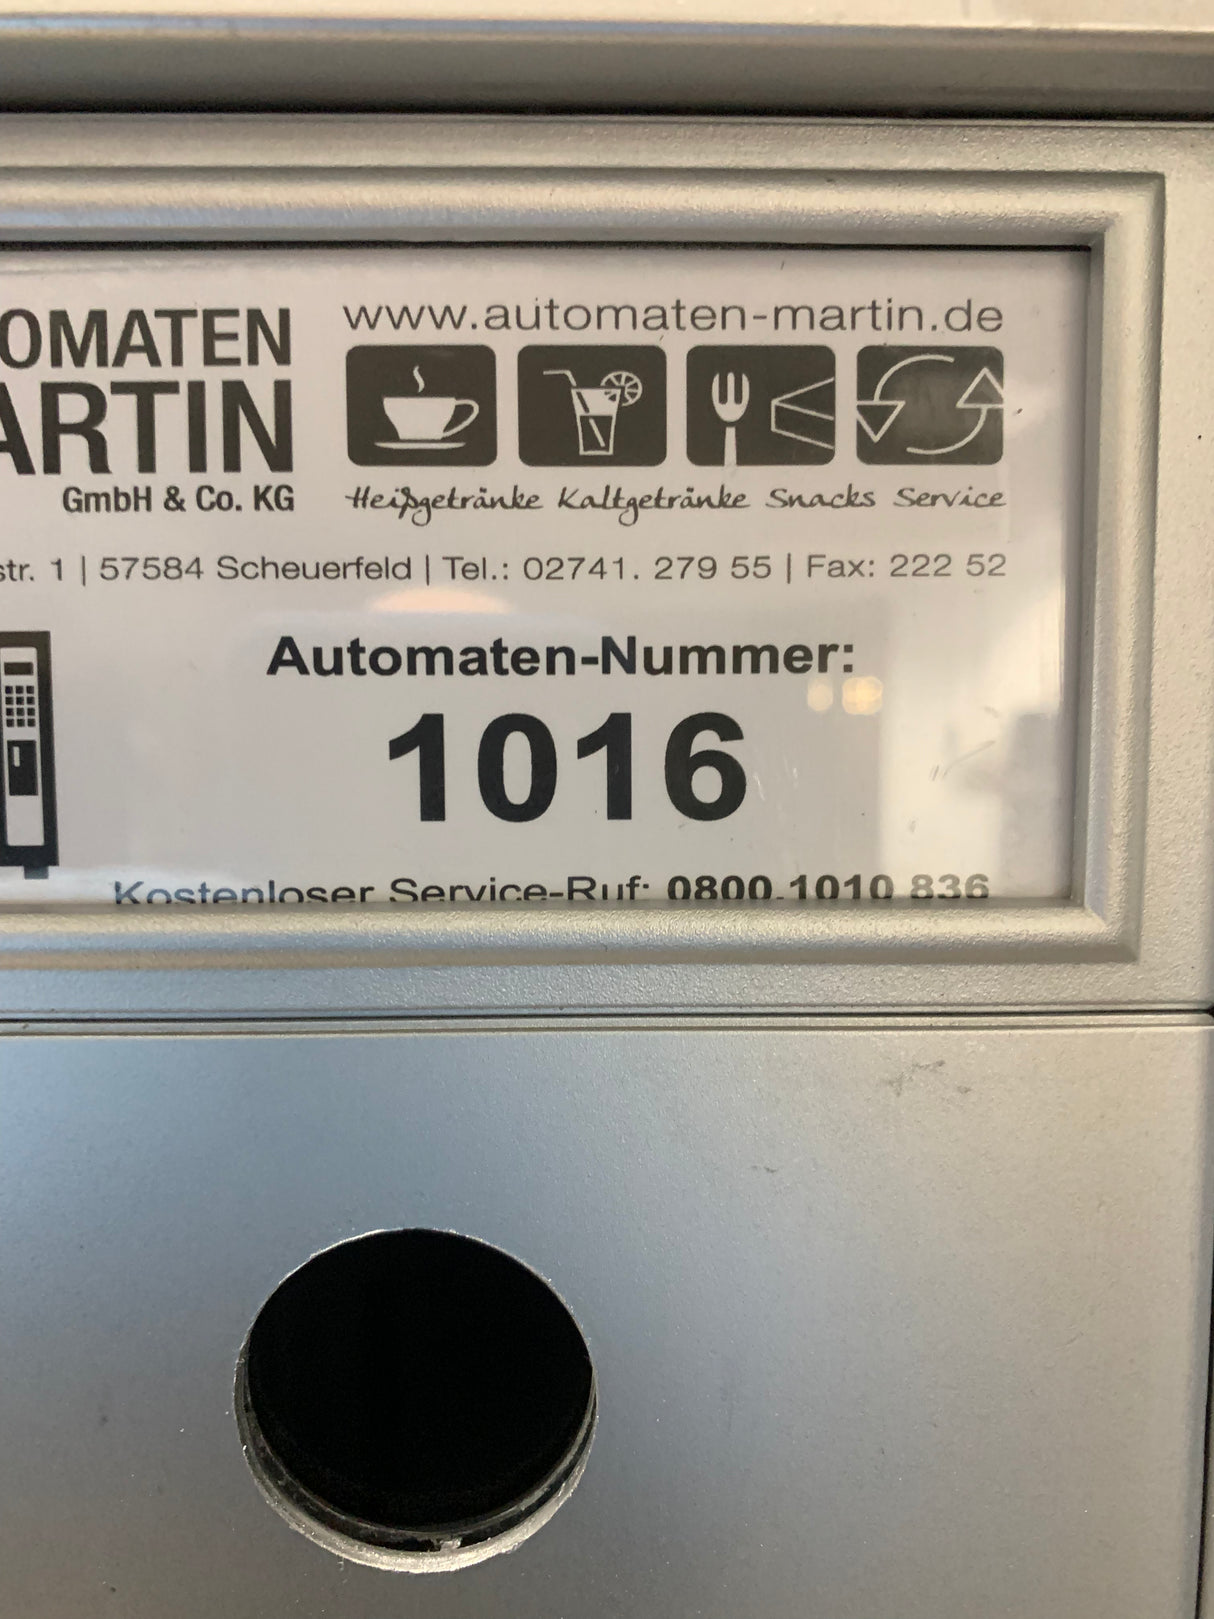 OMATEN
ARTIN
GmbH & Co. KG
www.automaten-martin.de
Heißgetränke Kaltgetränke Snacks Service
str. 1 | 57584 Scheuerfeld | Tel.: 02741. 279 55 | Fax: 222 52
Automaten-Nummer:
1016
Kostenloser Service-Ruf: 0800.1010 836